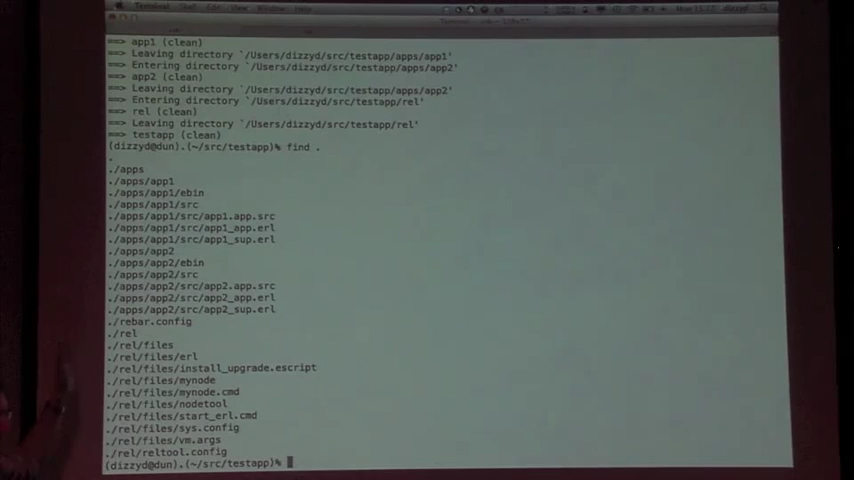 Terminal
Window
==> app1 (clean)
==> Leaving directory `/Users/dizzyd/src/testapp/apps/app1'
==> Entering directory `/Users/dizzyd/src/testapp/apps/app2'
==> app2 (clean)
==> Leaving directory `/Users/dizzyd/src/testapp/apps/app2'
==> Entering directory `/Users/dizzyd/src/testapp/rel'
==> rel (clean)
==> Leaving directory `/Users/dizzyd/src/testapp/rel'
==> testapp (clean)
(dizzyd@dun).(~/src/testapp)% find .
.
./apps
./apps/app1
./apps/app1/ebin
./apps/app1/src
./apps/app1/src/app1.app.src
./apps/app1/src/app1_app.erl
./apps/app1/src/app1_sup.erl
./apps/app2
./apps/app2/ebin
./apps/app2/src
./apps/app2/src/app2.app.src
./apps/app2/src/app2_app.erl
./apps/app2/src/app2_sup.erl
./rebar.config
./rel
./rel/files
./rel/files/erl
./rel/files/install_upgrade.escript
./rel/files/mynode
./rel/files/mynode.cmd
./rel/files/nodetool
./rel/files/start_erl.cmd
./rel/files/sys.config
./rel/files/vm.args
./rel/reltool.config
(dizzyd@dun).(~/src/testapp)%